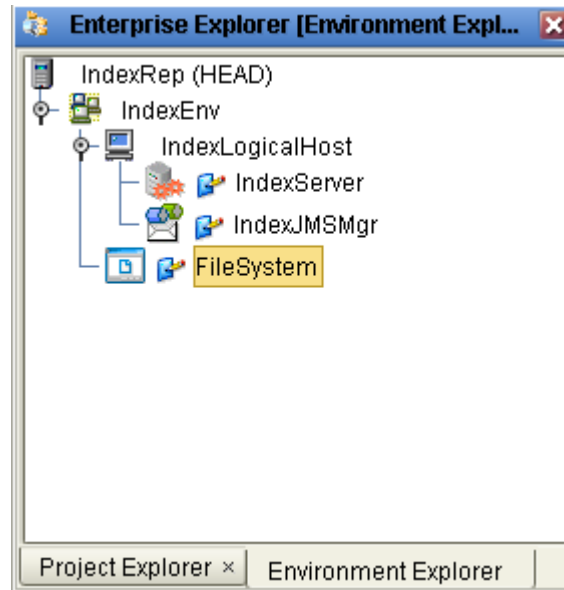 Enterprise Explorer [Environment Expl...
IndexRep (HEAD)
IndexEnv
IndexLogicalHost
IndexServer
IndexJMSMgr
FileSystem
Project Explorer × Environment Explorer